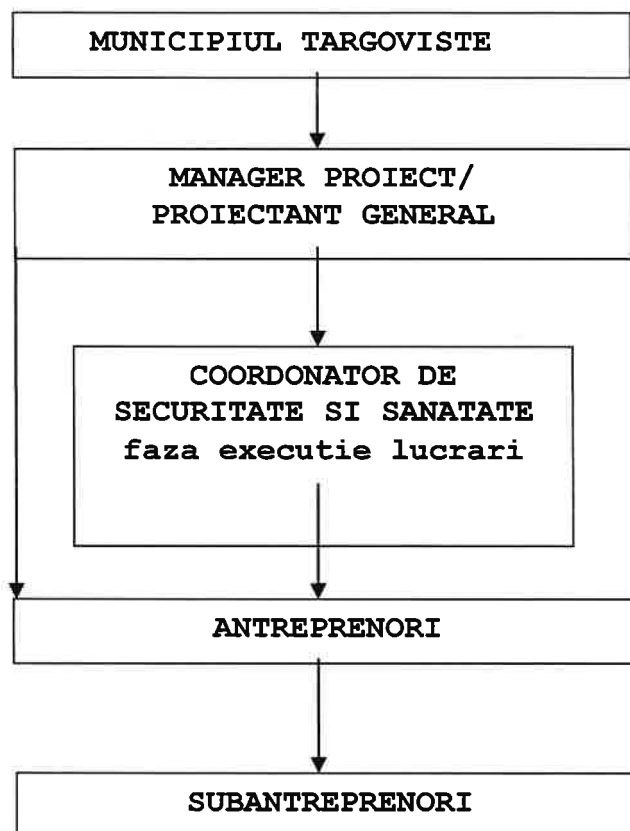 MUNICIPIUL TARGOVISTE
MANAGER PROIECT/
PROIECTANT GENERAL
COORDONATOR DE
SECURITATE SI SANATATE
faza executie lucrari
ANTREPRENORI
SUBANTREPRENORI